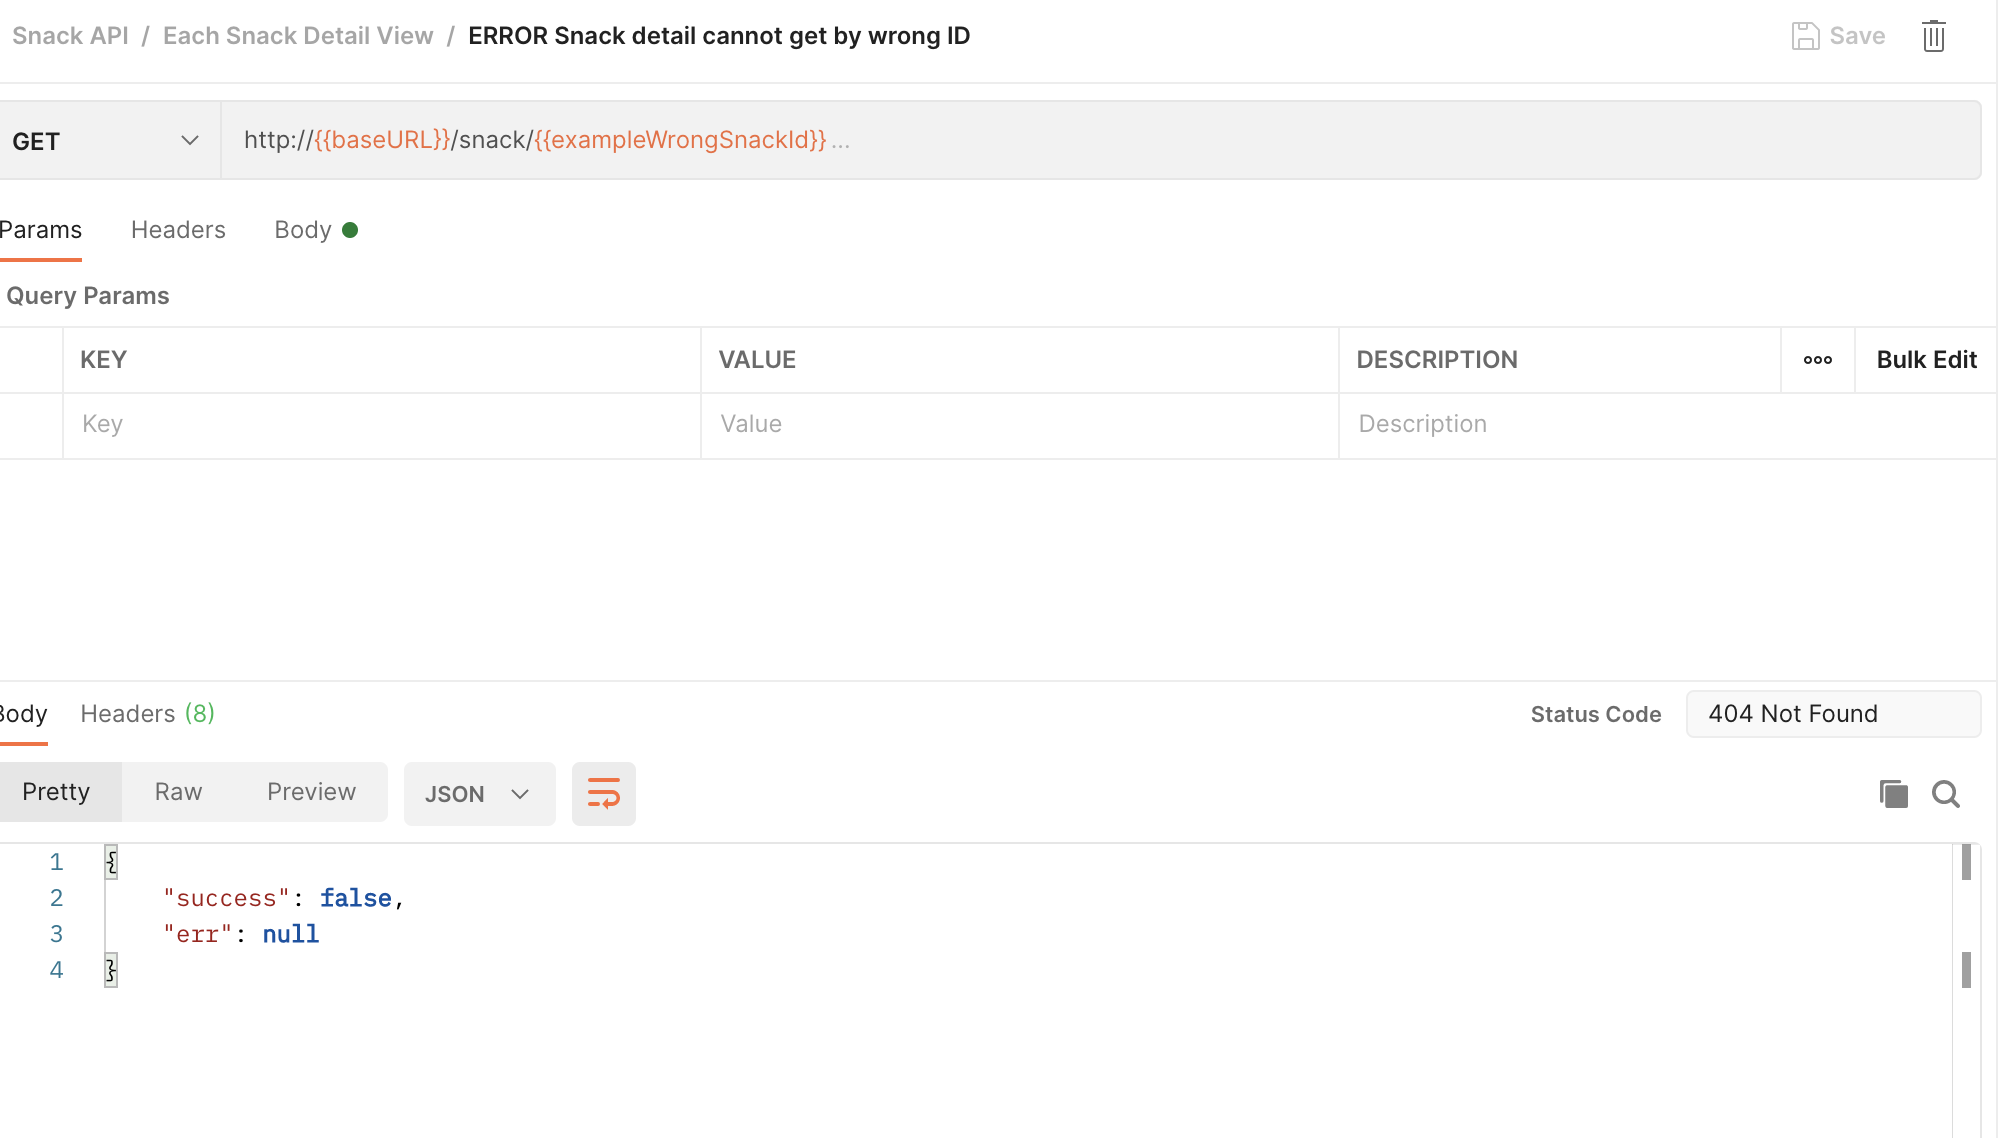 Snack API / Each Snack Detail View / ERROR Snack detail cannot get by wrong ID
Save
GET
http://{{baseURL}}/snack/{{exampleWrongSnackId}} ...
Params Headers Body
Query Params
KEY VALUE DESCRIPTION ooo Bulk Edit
Key Value Description
Body Headers (8) Status Code 404 Not Found
Pretty Raw Preview JSON
1 {
2 "success": false,
3 "err": null
4 }